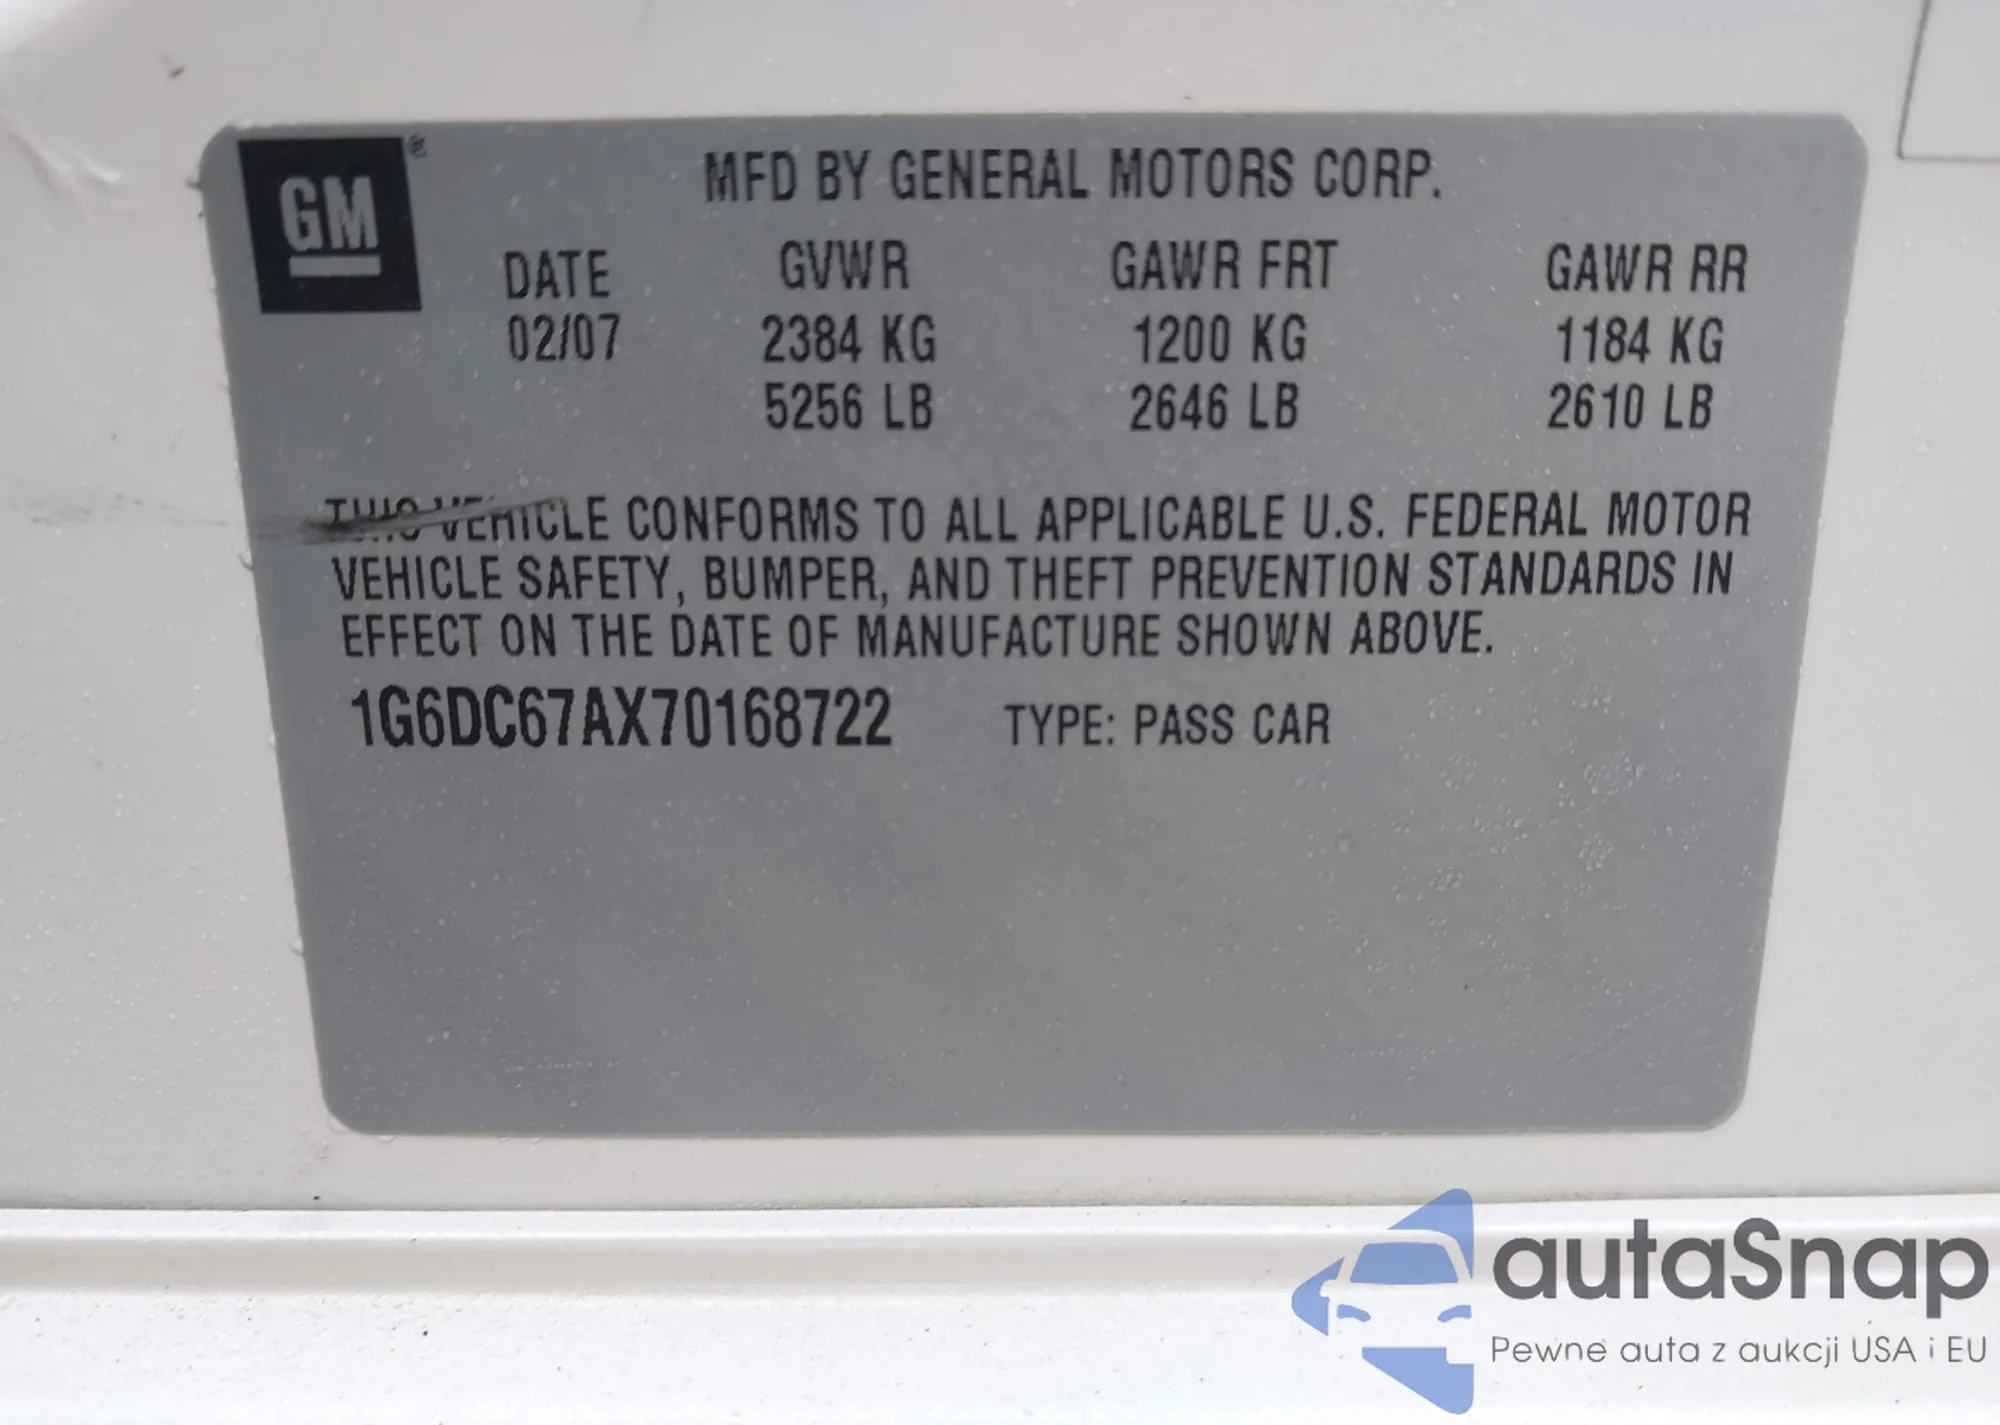 GM ®
MFD BY GENERAL MOTORS CORP.
DATE GVWR GAWR FRT GAWR RR
02/07 2384 KG 1200 KG 1184 KG
5256 LB 2646 LB 2610 LB
THIS VEHICLE CONFORMS TO ALL APPLICABLE U.S. FEDERAL MOTOR
VEHICLE SAFETY, BUMPER, AND THEFT PREVENTION STANDARDS IN
EFFECT ON THE DATE OF MANUFACTURE SHOWN ABOVE.
1G6DC67AX70168722 TYPE: PASS CAR
autaSnap
Pewne auta z aukcji USA i EU